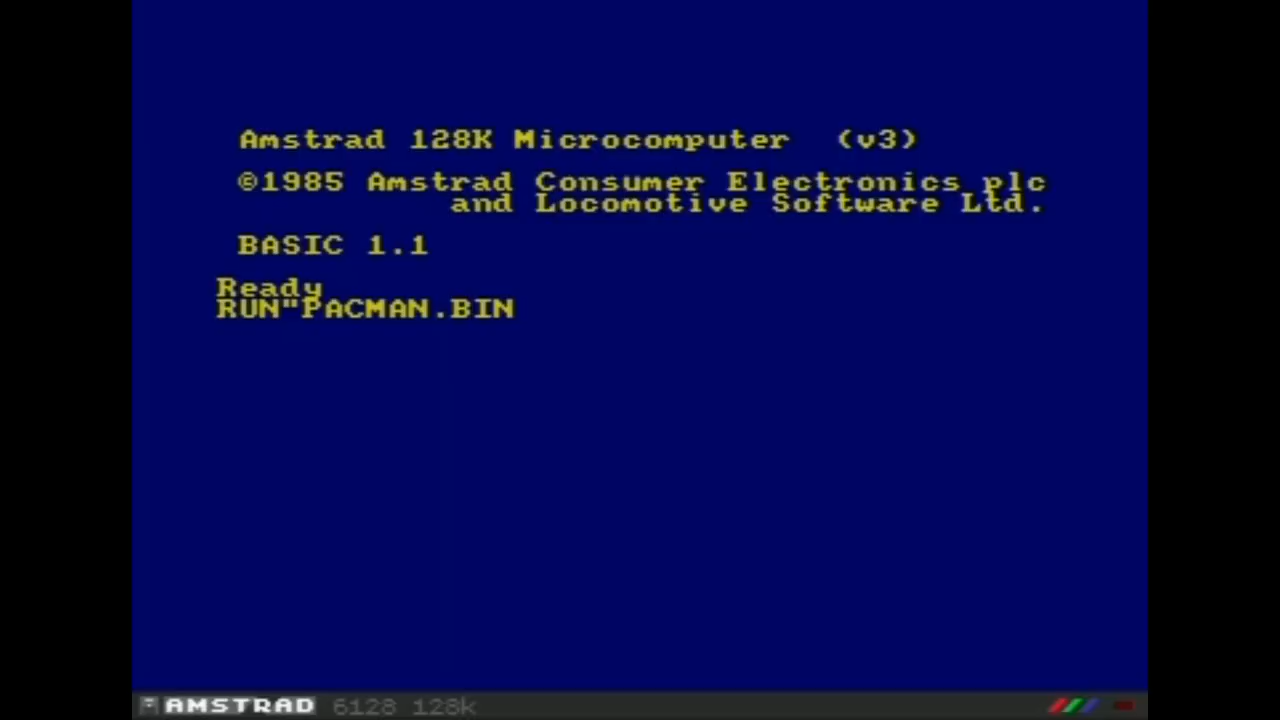 Amstrad 128K Microcomputer  (v3)
©1985 Amstrad Consumer Electronics plc
and Locomotive Software Ltd.
BASIC 1.1
Ready
RUN"PACMAN.BIN
AMSTRAD 6128 128k